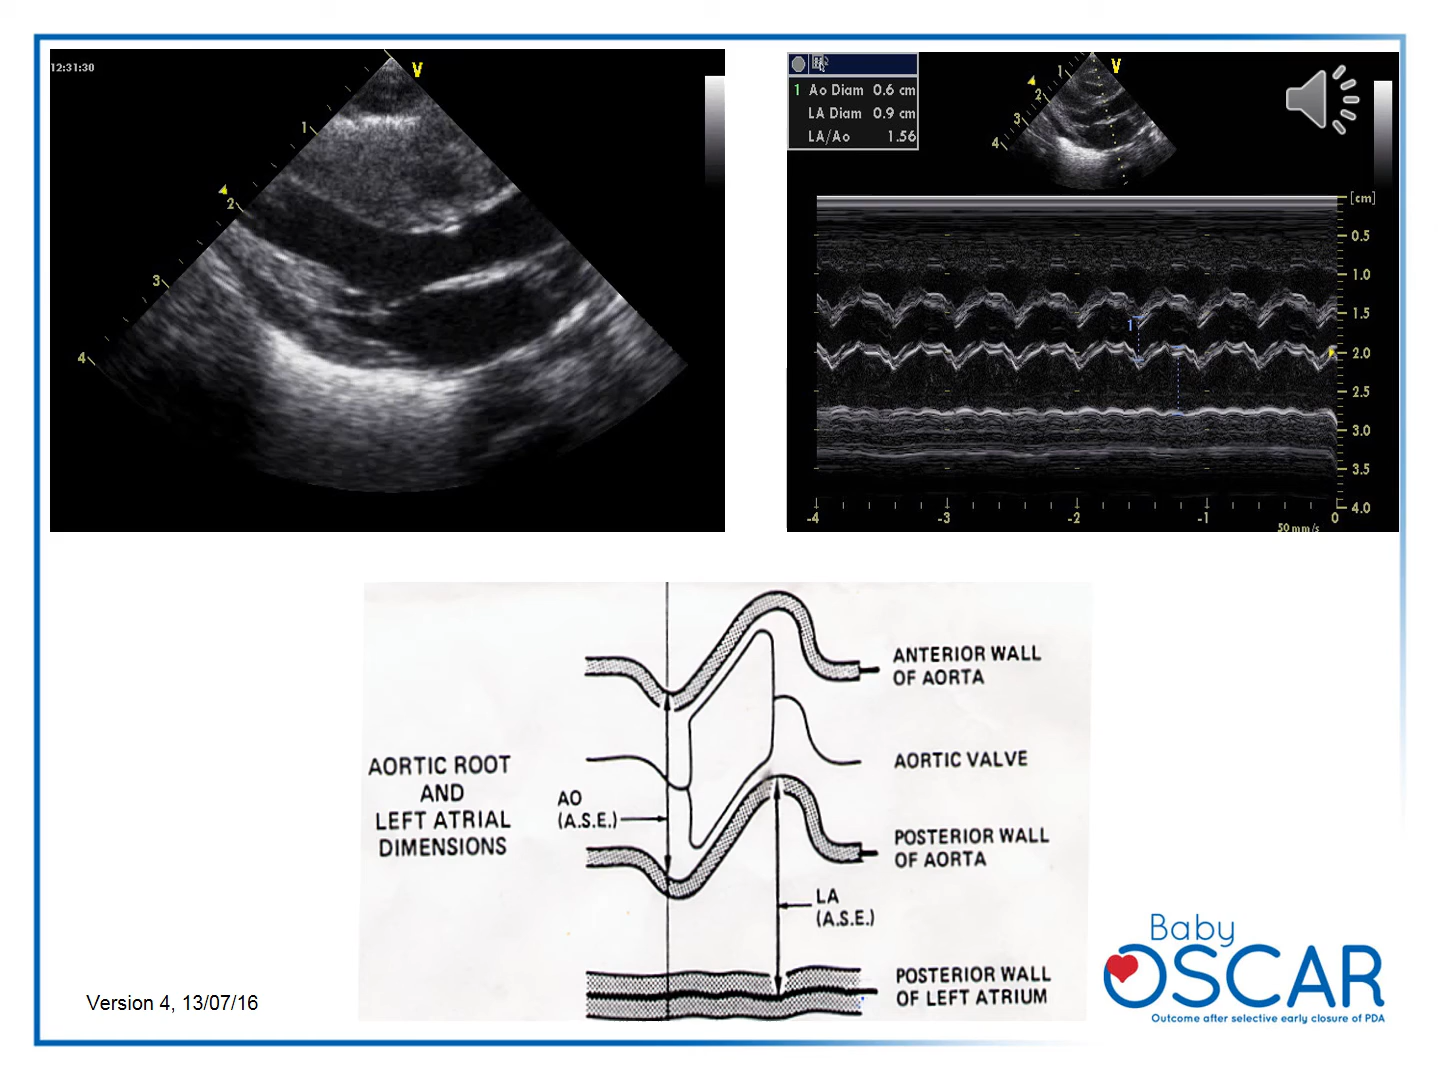 12:31:30
V
1
2
3
4
1 Ao Diam 0.6 cm
LA Diam 0.9 cm
LA/Ao 1.56
V
1
2
3
4
[cm]
0.5
1.0
1.5
1
2.0
2.5
3.0
3.5
4.0
-4 -3 -2 -1 0
50 mm/s
ANTERIOR WALL
OF AORTA
AORTIC VALVE
AORTIC ROOT
AND
LEFT ATRIAL
DIMENSIONS
AO
(A.S.E.)
POSTERIOR WALL
OF AORTA
LA
(A.S.E.)
POSTERIOR WALL
OF LEFT ATRIUM
Version 4, 13/07/16
Baby
OSCAR
Outcome after selective early closure of PDA